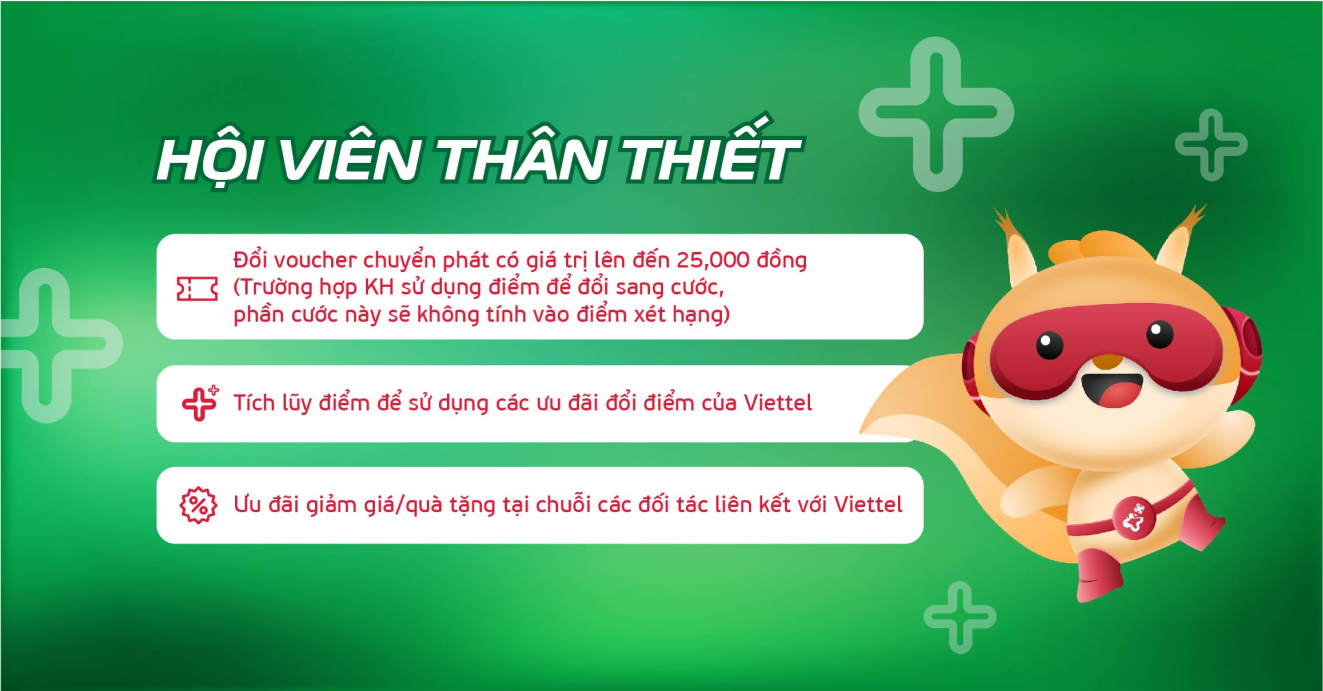 HỘI VIÊN THÂN THIẾT
Đổi voucher chuyển phát có giá trị lên đến 25,000 đồng
(Trường hợp KH sử dụng điểm để đổi sang cước,
phần cước này sẽ không tính vào điểm xét hạng)
Tích lũy điểm để sử dụng các ưu đãi đổi điểm của Viettel
Ưu đãi giảm giá/quà tặng tại chuỗi các đối tác liên kết với Viettel